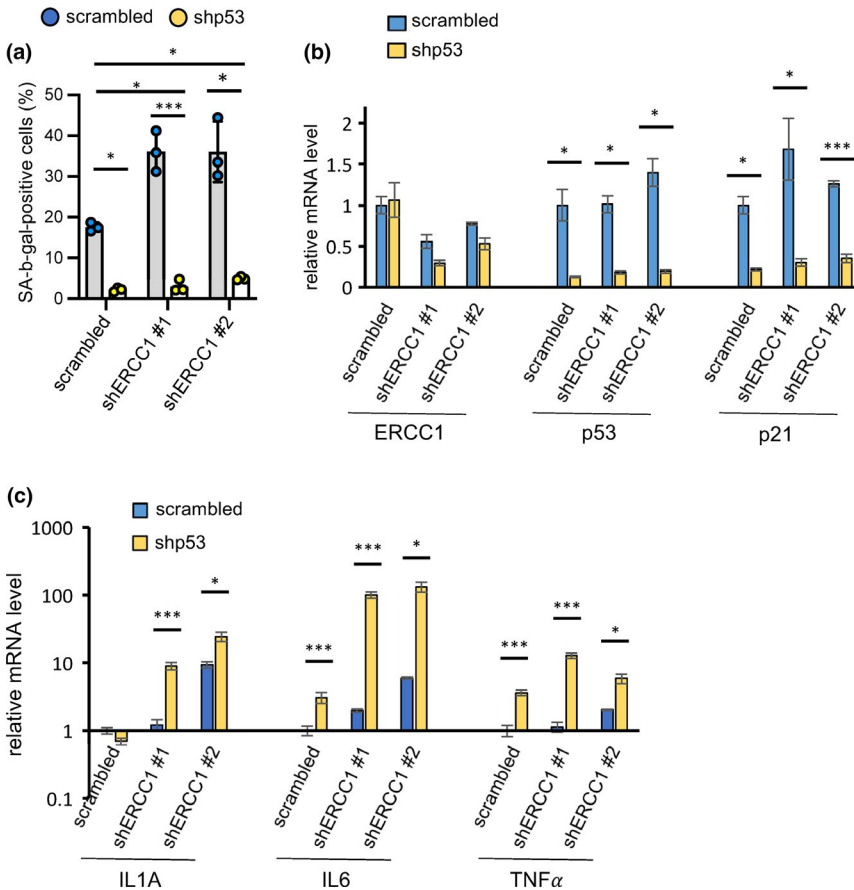 scrambled shp53
(a)
*
*
***
*
*
SA-b-gal-positive cells (%)
50
40
30
20
10
0
scrambled
shERCC1 #1
shERCC1 #2
(b)
scrambled
shp53
relative mRNA level
2
1.5
1
0.5
0
* * * * * ***
scrambled
shERCC1 #1
shERCC1 #2
scrambled
shERCC1 #1
shERCC1 #2
scrambled
shERCC1 #1
shERCC1 #2
ERCC1 p53 p21
(c)
scrambled
shp53
relative mRNA level
1000
100
10
1
0.1
*** * *** *** * *** *** *
scrambled
shERCC1 #1
shERCC1 #2
scrambled
shERCC1 #1
shERCC1 #2
scrambled
shERCC1 #1
shERCC1 #2
IL1A IL6 TNFα